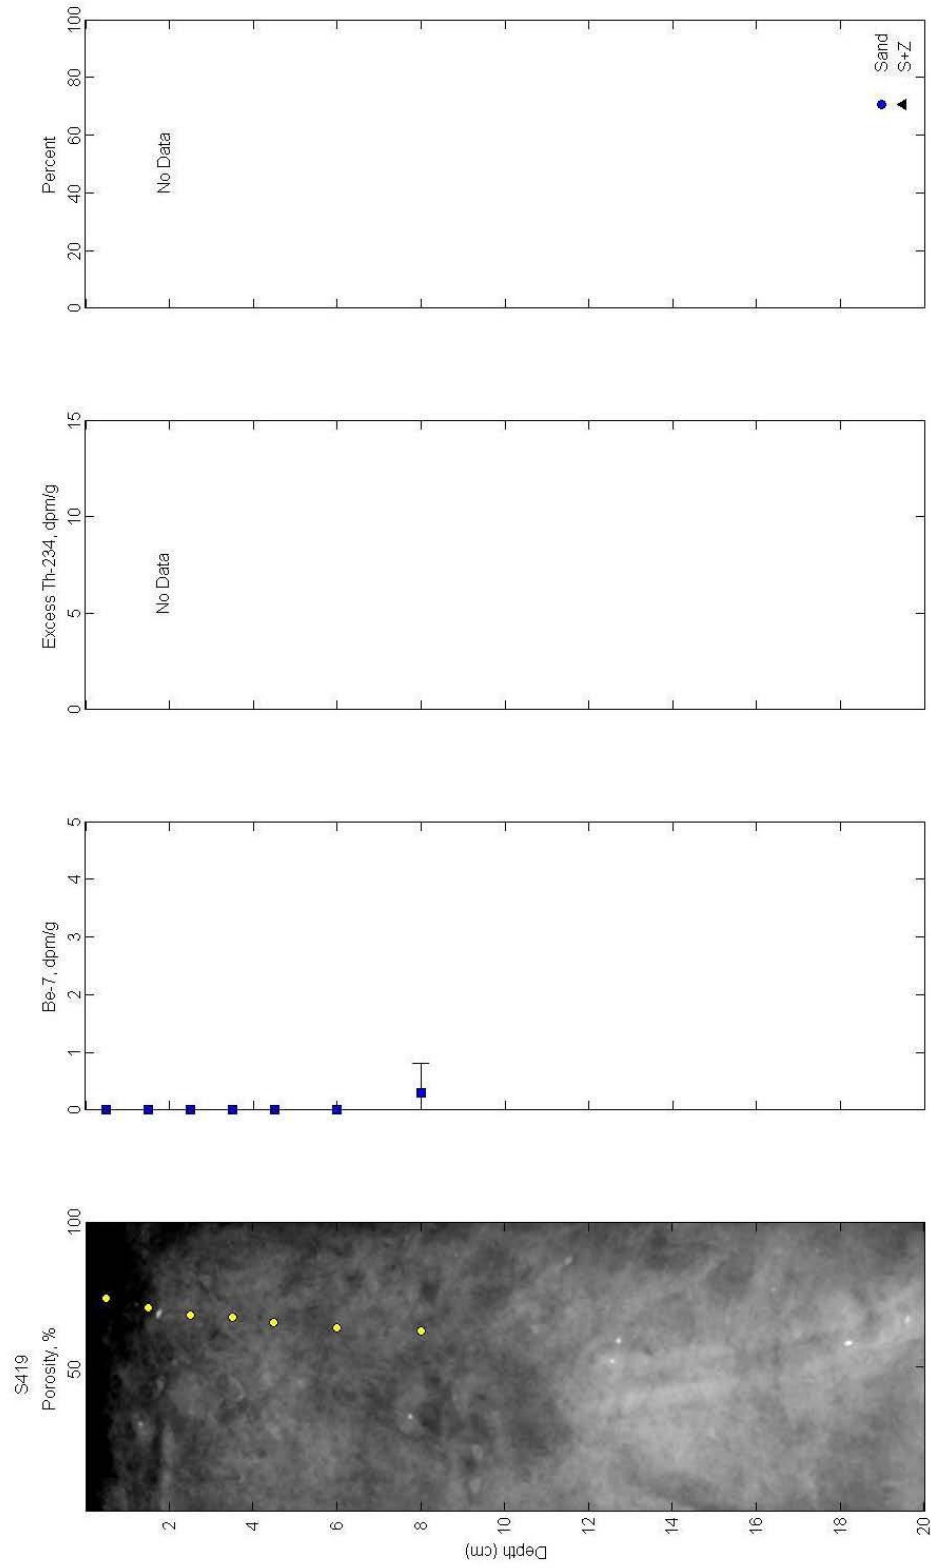 S419
Porosity, %
50
100
Depth (cm)
2
4
6
8
10
12
14
16
18
20
Be-7, dpm/g
0
1
2
3
4
5
Excess Th-234, dpm/g
0
5
10
15
No Data
Percent
0
20
40
60
80
100
No Data
Sand
S+Z